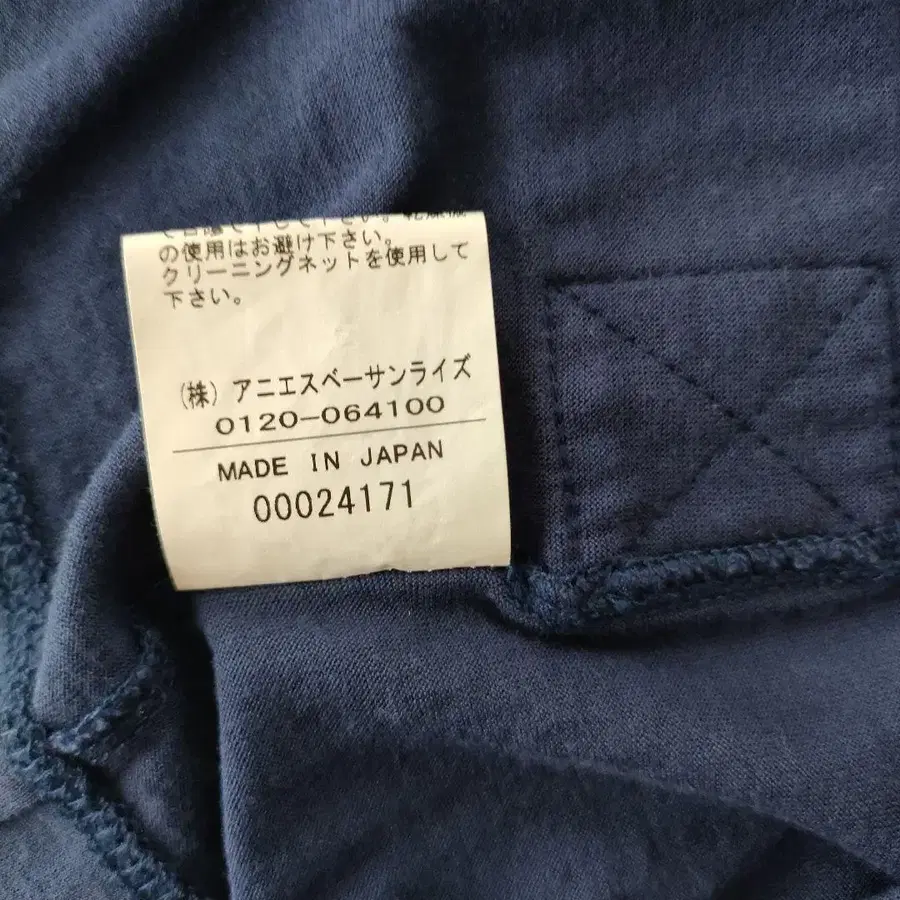 の使用はお避け下さい。
クリーニングネットを使用して
下さい。
(株) アニエスベーサンライズ
0120-064100
MADE IN JAPAN
00024171